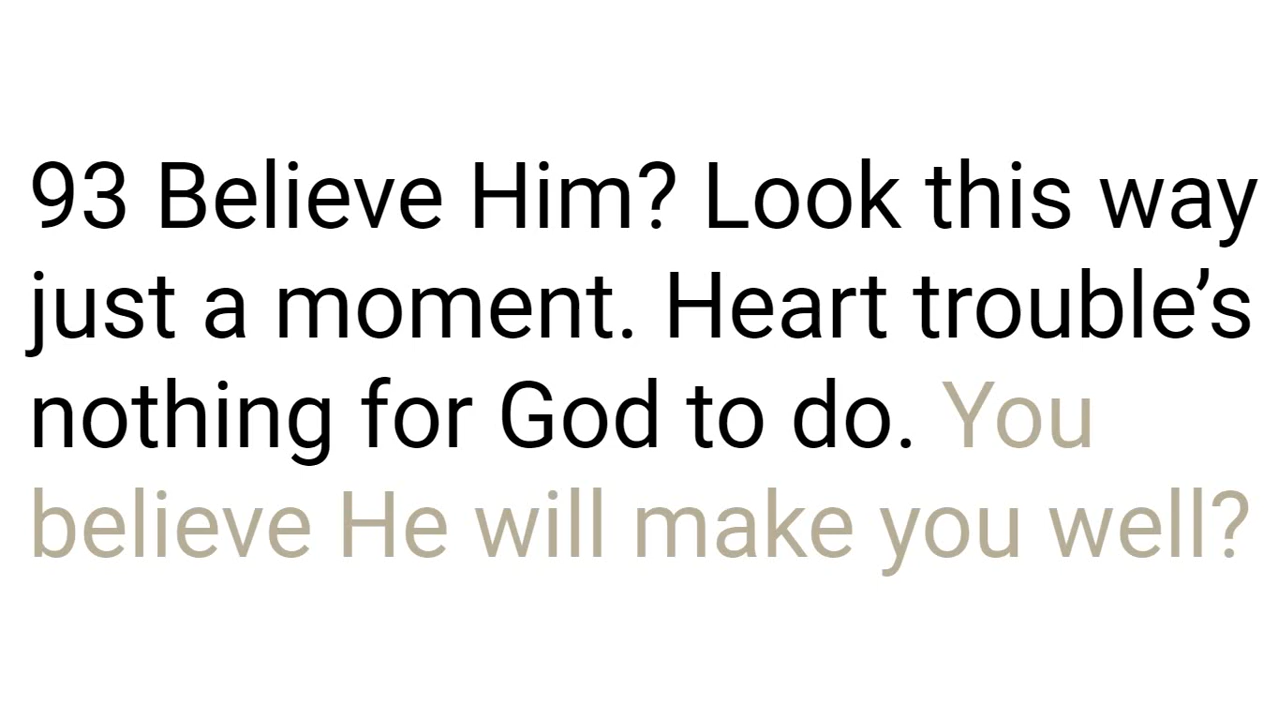 93 Believe Him? Look this way
just a moment. Heart trouble’s
nothing for God to do. You
believe He will make you well?